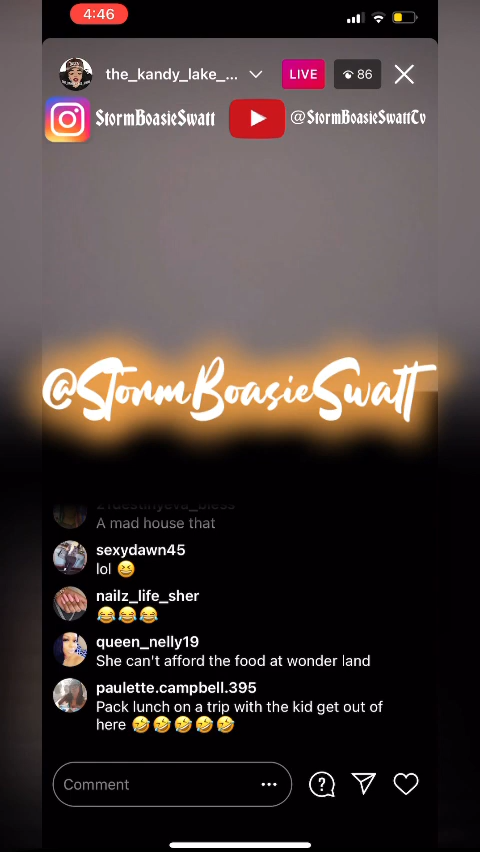 4:46
the_kandy_lake_...
LIVE
86
StormBoasieSwatt
@StormBoasieSwattTv
@StormBoasieSwatt
21destinyeva_bless
A mad house that
sexydawn45
lol 😆
nailz_life_sher
😂😂😂
queen_nelly19
She can't afford the food at wonder land
paulette.campbell.395
Pack lunch on a trip with the kid get out of
here 🤣🤣🤣🤣🤣
Comment